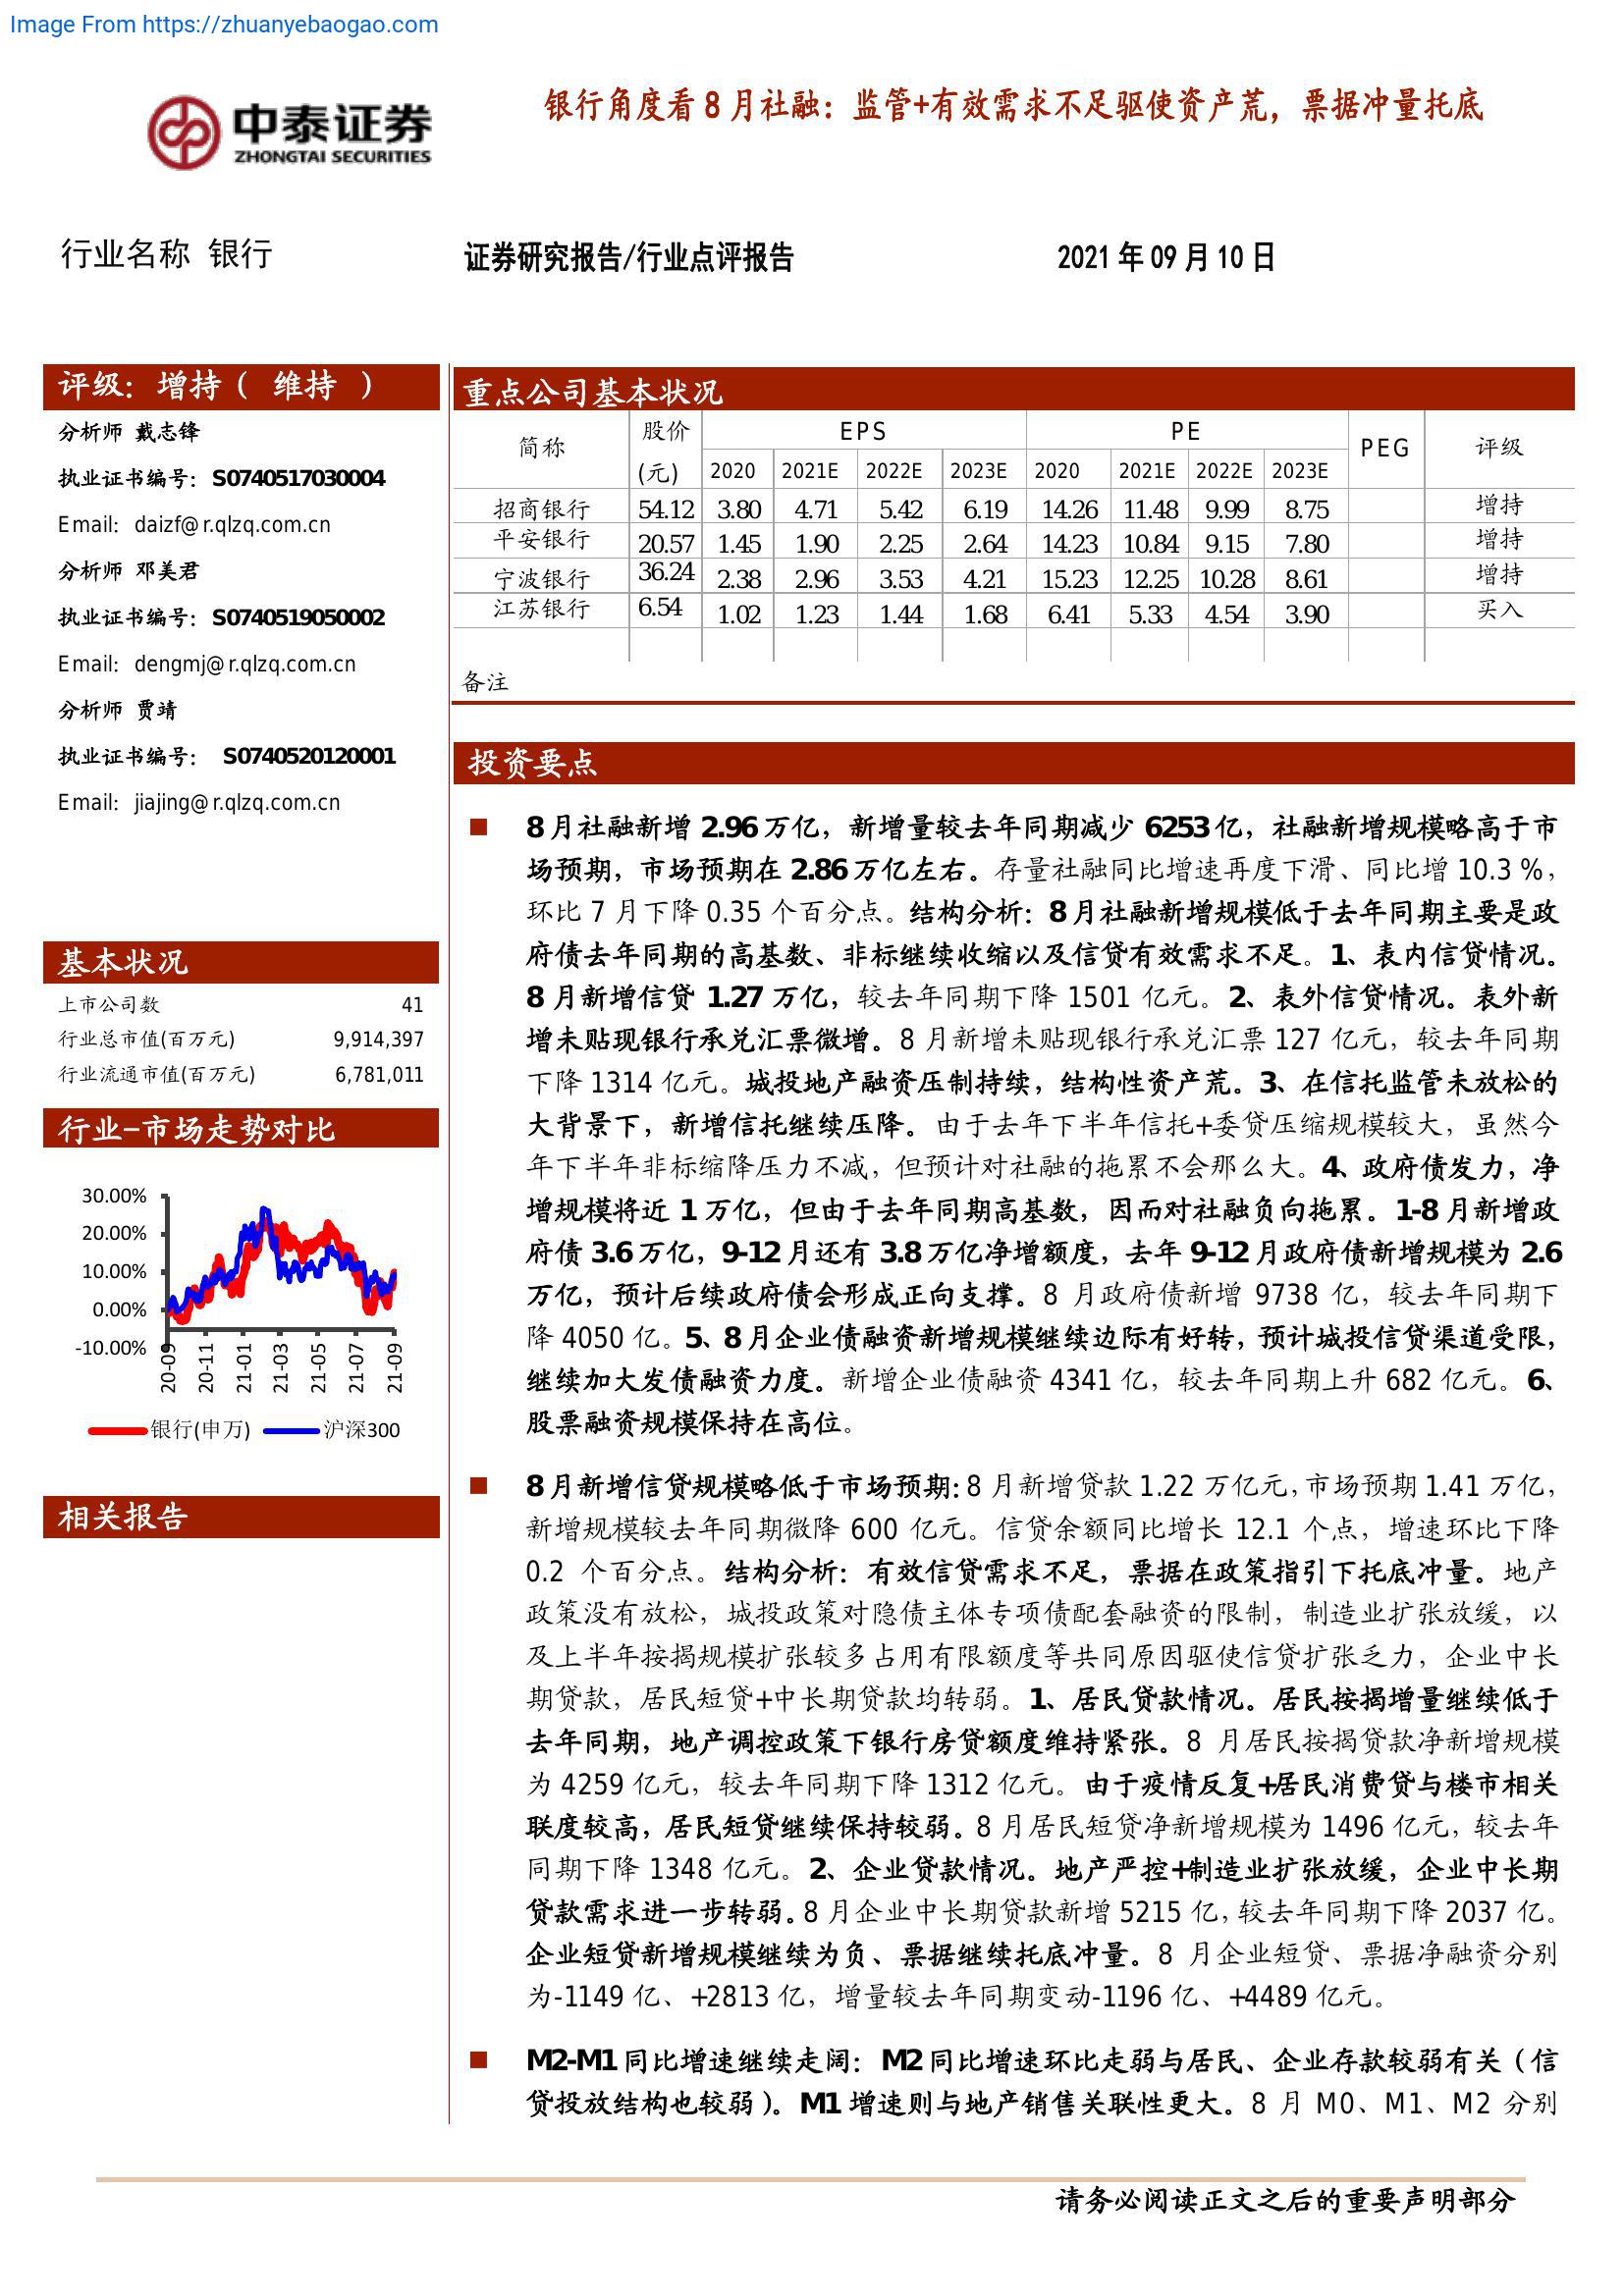 Image From https://zhuanyebaogao.com
中泰证券
ZHONGTAI SECURITIES
银行角度看 8 月社融：监管+有效需求不足驱使资产荒，票据冲量托底
行业名称 银行
证券研究报告/行业点评报告
2021 年 09 月 10 日
评级：增持（ 维持 ）
分析师 戴志锋
执业证书编号：S0740517030004
Email：daizf@r.qlzq.com.cn
分析师 邓美君
执业证书编号：S0740519050002
Email：dengmj@r.qlzq.com.cn
分析师 贾靖
执业证书编号： S0740520120001
Email：jiajing@r.qlzq.com.cn
基本状况
上市公司数 41
行业总市值(百万元) 9,914,397
行业流通市值(百万元) 6,781,011
行业-市场走势对比
30.00%
20.00%
10.00%
0.00%
-10.00%
20-09 20-11 21-01 21-03 21-05 21-07 21-09
银行(申万) 沪深300
相关报告
重点公司基本状况
简称 股价(元) EPS PE PEG 评级
2020 2021E 2022E 2023E 2020 2021E 2022E 2023E
招商银行 54.12 3.80 4.71 5.42 6.19 14.26 11.48 9.99 8.75 增持
平安银行 20.57 1.45 1.90 2.25 2.64 14.23 10.84 9.15 7.80 增持
宁波银行 36.24 2.38 2.96 3.53 4.21 15.23 12.25 10.28 8.61 增持
江苏银行 6.54 1.02 1.23 1.44 1.68 6.41 5.33 4.54 3.90 买入
备注
投资要点
8 月社融新增 2.96 万亿，新增量较去年同期减少 6253 亿，社融新增规模略高于市
场预期，市场预期在 2.86 万亿左右。存量社融同比增速再度下滑、同比增 10.3 %，
环比 7 月下降 0.35 个百分点。结构分析：8 月社融新增规模低于去年同期主要是政
府债去年同期的高基数、非标继续收缩以及信贷有效需求不足。1、表内信贷情况。
8 月新增信贷 1.27 万亿，较去年同期下降 1501 亿元。2、表外信贷情况。表外新
增未贴现银行承兑汇票微增。8 月新增未贴现银行承兑汇票 127 亿元，较去年同期
下降 1314 亿元。城投地产融资压制持续，结构性资产荒。3、在信托监管未放松的
大背景下，新增信托继续压降。由于去年下半年信托+委贷压缩规模较大，虽然今
年下半年非标缩降压力不减，但预计对社融的拖累不会那么大。4、政府债发力，净
增规模将近 1 万亿，但由于去年同期高基数，因而对社融负向拖累。1-8 月新增政
府债 3.6 万亿，9-12 月还有 3.8 万亿净增额度，去年 9-12 月政府债新增规模为 2.6
万亿，预计后续政府债会形成正向支撑。8 月政府债新增 9738 亿，较去年同期下
降 4050 亿。5、8 月企业债融资新增规模继续边际有好转，预计城投信贷渠道受限，
继续加大发债融资力度。新增企业债融资 4341 亿，较去年同期上升 682 亿元。6、
股票融资规模保持在高位。
8 月新增信贷规模略低于市场预期：8 月新增贷款 1.22 万亿元，市场预期 1.41 万亿，
新增规模较去年同期微降 600 亿元。信贷余额同比增长 12.1 个点，增速环比下降
0.2 个百分点。结构分析：有效信贷需求不足，票据在政策指引下托底冲量。地产
政策没有放松，城投政策对隐债主体专项债配套融资的限制，制造业扩张放缓，以
及上半年按揭规模扩张较多占用有限额度等共同原因驱使信贷扩张乏力，企业中长
期贷款，居民短贷+中长期贷款均转弱。1、居民贷款情况。居民按揭增量继续低于
去年同期，地产调控政策下银行房贷额度维持紧张。8 月居民按揭贷款净新增规模
为 4259 亿元，较去年同期下降 1312 亿元。由于疫情反复+居民消费贷与楼市相关
联度较高，居民短贷继续保持较弱。8 月居民短贷净新增规模为 1496 亿元，较去年
同期下降 1348 亿元。2、企业贷款情况。地产严控+制造业扩张放缓，企业中长期
贷款需求进一步转弱。8 月企业中长期贷款新增 5215 亿，较去年同期下降 2037 亿。
企业短贷新增规模继续为负、票据继续托底冲量。8 月企业短贷、票据净融资分别
为-1149 亿、+2813 亿，增量较去年同期变动-1196 亿、+4489 亿元。
M2-M1 同比增速继续走阔：M2 同比增速环比走弱与居民、企业存款较弱有关（信
贷投放结构也较弱）。M1 增速则与地产销售关联性更大。8 月 M0、M1、M2 分别
请务必阅读正文之后的重要声明部分